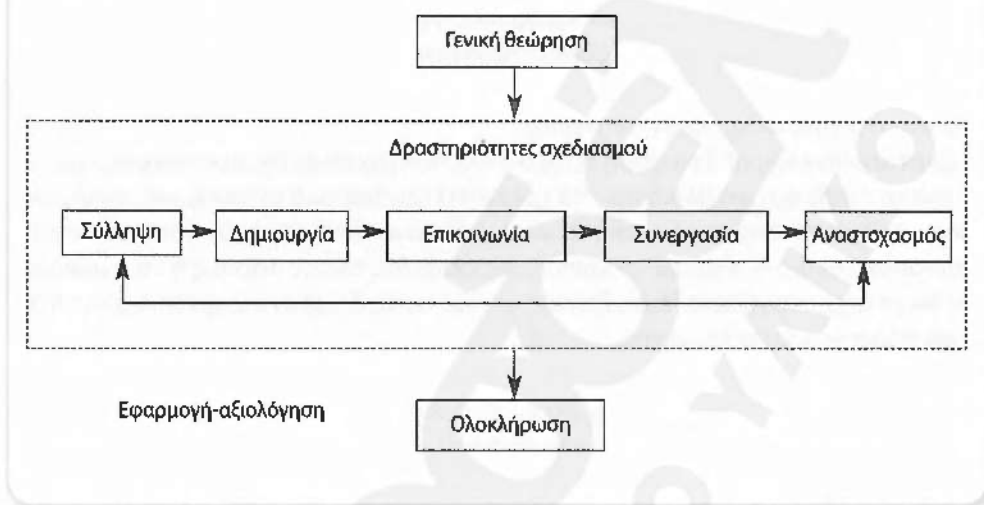 Γενική θεώρηση
Δραστηριότητες σχεδιασμού
Σύλληψη
Δημιουργία
Επικοινωνία
Συνεργασία
Αναστοχασμός
Εφαρμογή-αξιολόγηση
Ολοκλήρωση